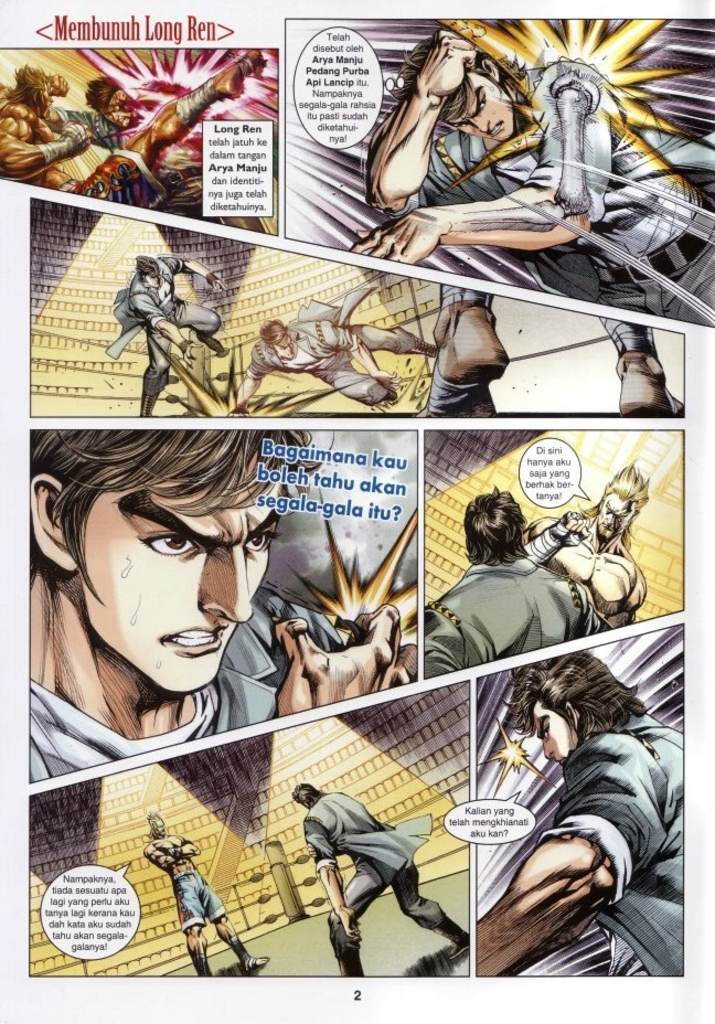 <Membunuh Long Ren>
Long Ren
telah jatuh ke
dalam tangan
Arya Manju
dan identiti-
nya juga telah
diketahuinya.
Telah
disebut oleh
Arya Manju
Pedang Purba
Api Lancip itu.
Nampaknya
segala-gala rahsia
itu pasti sudah
diketahui-
nya!
Bagaimana kau
boleh tahu akan
segala-gala itu?
Di sini
hanya aku
saja yang
berhak ber-
tanya!
Nampaknya,
tiada sesuatu apa
lagi yang perlu aku
tanya lagi kerana kau
dah kata aku sudah
tahu akan segala-
galanya!
Kalian yang
telah mengkhianati
aku kan?
2